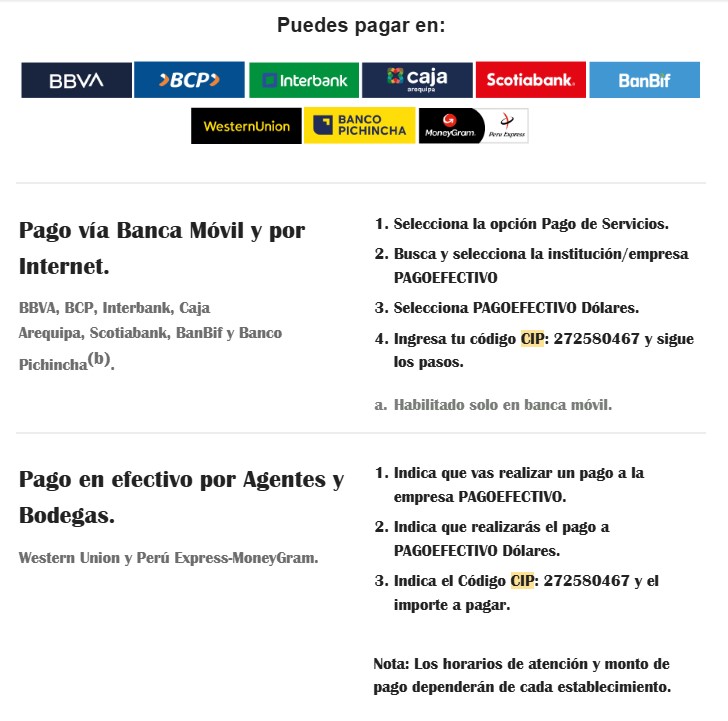 Puedes pagar en:
BBVA BCP Interbank caja arequipa Scotiabank. BanBif
WesternUnion BANCO PICHINCHA MoneyGram. Peru Express
Pago vía Banca Móvil y por
Internet.
BBVA, BCP, Interbank, Caja
Arequipa, Scotiabank, BanBif y Banco
Pichincha(b).
1. Selecciona la opción Pago de Servicios.
2. Busca y selecciona la institución/empresa
PAGOEFECTIVO
3. Selecciona PAGOEFECTIVO Dólares.
4. Ingresa tu código CIP: 272580467 y sigue
los pasos.
a. Habilitado solo en banca móvil.
Pago en efectivo por Agentes y
Bodegas.
Western Union y Perú Express-MoneyGram.
1. Indica que vas realizar un pago a la
empresa PAGOEFECTIVO.
2. Indica que realizarás el pago a
PAGOEFECTIVO Dólares.
3. Indica el Código CIP: 272580467 y el
importe a pagar.
Nota: Los horarios de atención y monto de
pago dependerán de cada establecimiento.